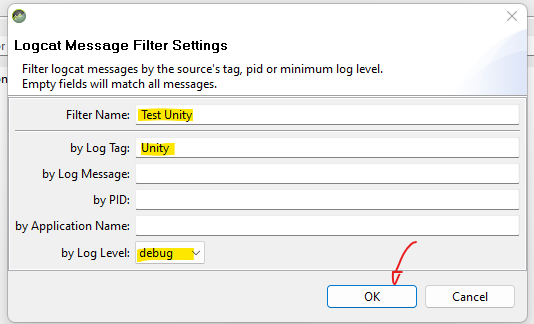 Logcat Message Filter Settings
Filter logcat messages by the source's tag, pid or minimum log level.
Empty fields will match all messages.
Filter Name: Test Unity
by Log Tag: Unity
by Log Message:
by PID:
by Application Name:
by Log Level: debug
OK Cancel